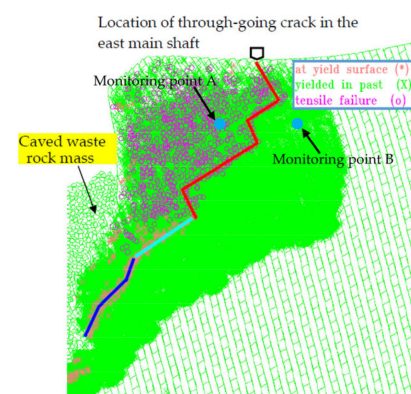 Location of through-going crack in the
east main shaft
at yield surface (*)
Monitoring point A
yielded in past (X)
tensile failure (o)
Caved waste
rock mass
Monitoring point B